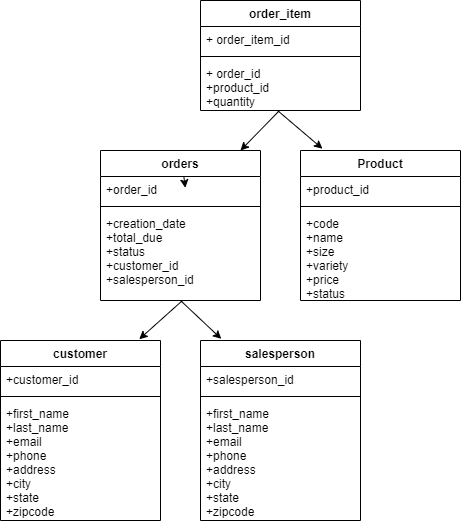 order_item
+ order_item_id
+ order_id
+product_id
+quantity
orders
+order_id
+creation_date
+total_due
+status
+customer_id
+salesperson_id
Product
+product_id
+code
+name
+size
+variety
+price
+status
customer
+customer_id
+first_name
+last_name
+email
+phone
+address
+city
+state
+zipcode
salesperson
+salesperson_id
+first_name
+last_name
+email
+phone
+address
+city
+state
+zipcode